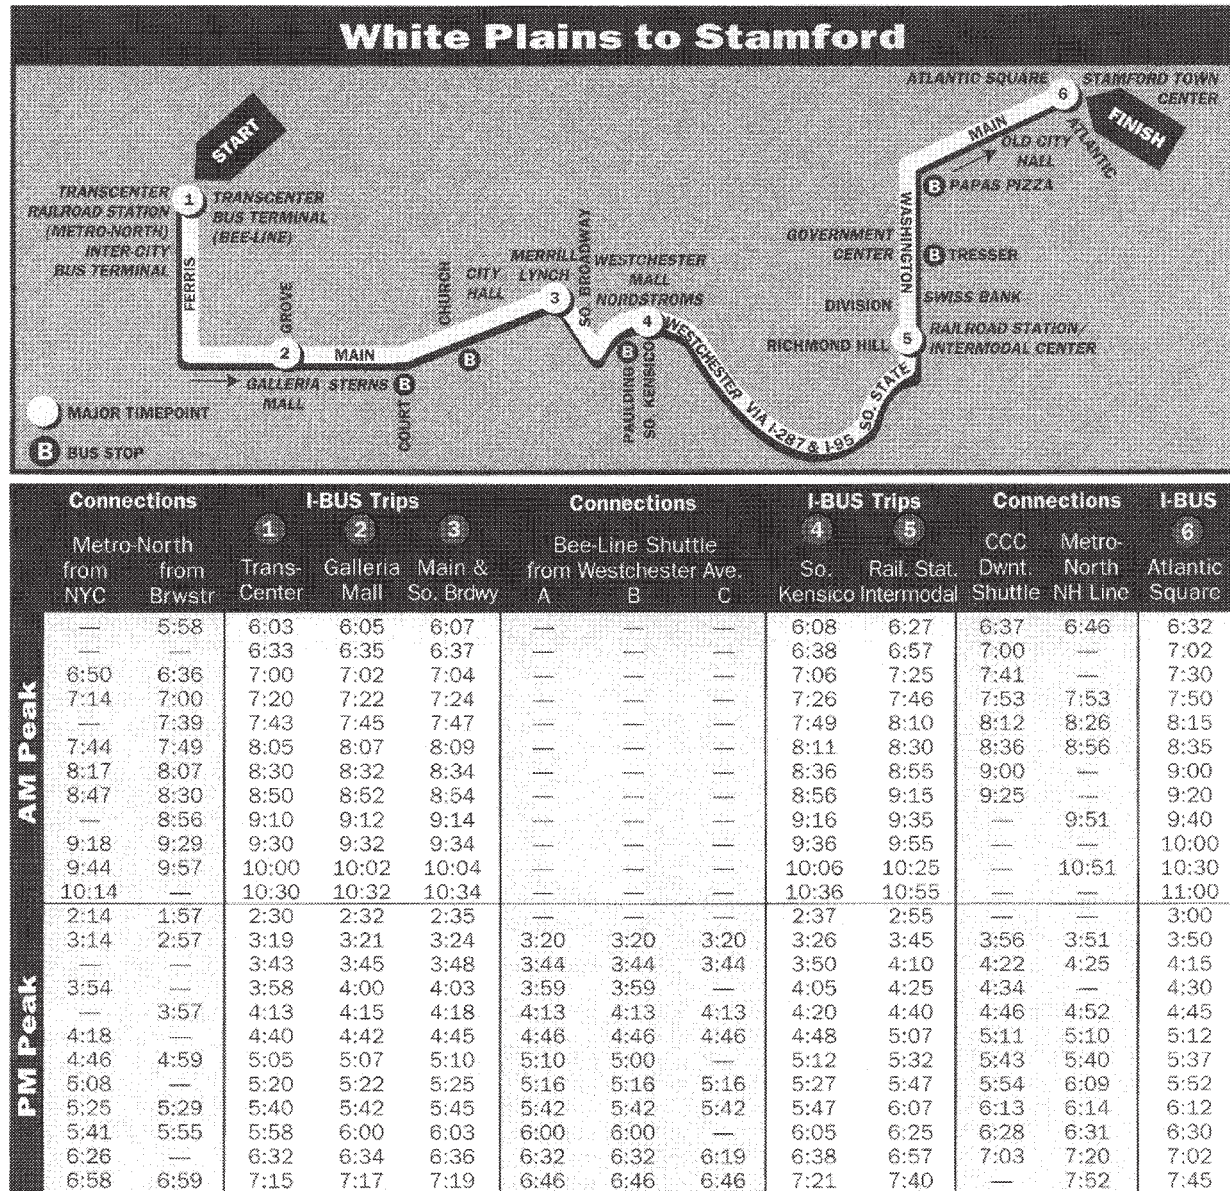 White Plains to Stamford
ATLANTIC SQUARE
STAMFORD TOWN
CENTER
6
START
FINISH
MAIN
ATLANTIC
OLD CITY
HALL
B PAPAS PIZZA
TRANSCENTER
RAILROAD STATION
(METRO-NORTH)
INTER-CITY
BUS TERMINAL
1
TRANSCENTER
BUS TERMINAL
(BEE-LINE)
WASHINGTON
GOVERNMENT
CENTER
B TRESSER
FERRIS
GROVE
CHURCH
CITY
HALL
MERRILL
LYNCH
3
SO. BROADWAY
WESTCHESTER
MALL
NORDSTROMS
4
DIVISION
SWISS BANK
RICHMOND HILL
5
RAILROAD STATION/
INTERMODAL CENTER
2
MAIN
B
B
B
GALLERIA STERNS
MALL
COURT
PAULDING
SO. KENSICO
WESTCHESTER VIA I-287 & I-95 SO. STATE
MAJOR TIMEPOINT
B BUS STOP
Connections I-BUS Trips Connections I-BUS Trips Connections I-BUS
1 2 3 4 5 6
Metro-North Bee-Line Shuttle CCC Metro-
from from Trans- Galleria Main & from Westchester Ave. So. Rail. Stat. Dwnt. North Atlantic
NYC Brwstr Center Mall So. Brdwy A B C Kensico Intermodal Shuttle NH Line Square
AM Peak
— 5:58 6:03 6:05 6:07 — — — 6:08 6:27 6:37 6:46 6:32
— — 6:33 6:35 6:37 — — — 6:38 6:57 7:00 — 7:02
6:50 6:36 7:00 7:02 7:04 — — — 7:06 7:25 7:41 — 7:30
7:14 7:00 7:20 7:22 7:24 — — — 7:26 7:46 7:53 7:53 7:50
— 7:39 7:43 7:45 7:47 — — — 7:49 8:10 8:12 8:26 8:15
7:44 7:49 8:05 8:07 8:09 — — — 8:11 8:30 8:36 8:56 8:35
8:17 8:07 8:30 8:32 8:34 — — — 8:36 8:55 9:00 — 9:00
8:47 8:30 8:50 8:52 8:54 — — — 8:56 9:15 9:25 — 9:20
— 8:56 9:10 9:12 9:14 — — — 9:16 9:35 — 9:51 9:40
9:18 9:29 9:30 9:32 9:34 — — — 9:36 9:55 — — 10:00
9:44 9:57 10:00 10:02 10:04 — — — 10:06 10:25 — 10:51 10:30
10:14 — 10:30 10:32 10:34 — — — 10:36 10:55 — — 11:00
PM Peak
2:14 1:57 2:30 2:32 2:35 — — — 2:37 2:55 — — 3:00
3:14 2:57 3:19 3:21 3:24 3:20 3:20 3:20 3:26 3:45 3:56 3:51 3:50
— — 3:43 3:45 3:48 3:44 3:44 3:44 3:50 4:10 4:22 4:25 4:15
3:54 — 3:58 4:00 4:03 3:59 3:59 — 4:05 4:25 4:34 — 4:30
— 3:57 4:13 4:15 4:18 4:13 4:13 4:13 4:20 4:40 4:46 4:52 4:45
4:18 — 4:40 4:42 4:45 4:46 4:46 4:46 4:48 5:07 5:11 5:10 5:12
4:46 4:59 5:05 5:07 5:10 5:10 5:00 — 5:12 5:32 5:43 5:40 5:37
5:08 — 5:20 5:22 5:25 5:16 5:16 5:16 5:27 5:47 5:54 6:09 5:52
5:25 5:29 5:40 5:42 5:45 5:42 5:42 5:42 5:47 6:07 6:13 6:14 6:12
5:41 5:55 5:58 6:00 6:03 6:00 6:00 — 6:05 6:25 6:28 6:31 6:30
6:26 — 6:32 6:34 6:36 6:32 6:32 6:19 6:38 6:57 7:03 7:20 7:02
6:58 6:59 7:15 7:17 7:19 6:46 6:46 6:46 7:21 7:40 — 7:52 7:45